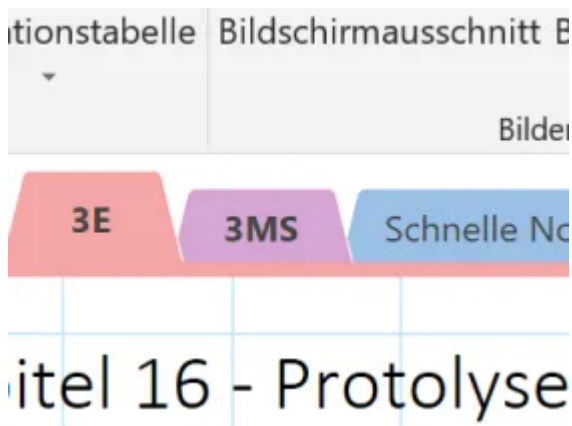 tionstabelle Bildschirmausschnitt
Bilder
3E 3MS Schnelle No
itel 16 - Protolyse